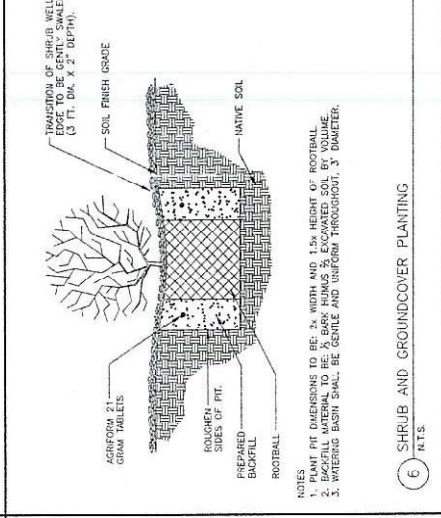 TRANSITION OF SHRUB WELL
EDGE TO BE GENTLY SWALED
(3 FT. DIA. X 2" DEPTH).
SOIL FINISH GRADE
NATIVE SOIL
AGRIFORM 21
GRAM TABLETS
ROUGHEN
SIDES OF PIT.
PREPARED
BACKFILL
ROOTBALL
NOTES
1. PLANT PIT DIMENSIONS TO BE: 2x WIDTH AND 1.5x HEIGHT OF ROOTBALL
2. BACKFILL MATERIAL TO BE: ⅓ BARK HUMUS ⅔ EXCAVATED SOIL BY VOLUME.
3. WATERING BASIN SHALL BE GENTLE AND UNIFORM THROUGHOUT, 3' DIAMETER.
6 SHRUB AND GROUNDCOVER PLANTING
N.T.S.